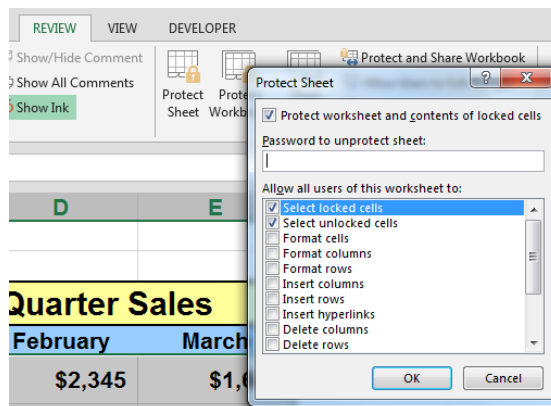 REVIEW VIEW DEVELOPER
Show/Hide Comment
Show All Comments
Show Ink
Protect Sheet
Protect and Share Workbook
Protect Sheet
Protect worksheet and contents of locked cells
Password to unprotect sheet:
Allow all users of this worksheet to:
Select locked cells
Select unlocked cells
Format cells
Format columns
Format rows
Insert columns
Insert rows
Insert hyperlinks
Delete columns
Delete rows
OK Cancel
D E
Quarter Sales
February March
$2,345